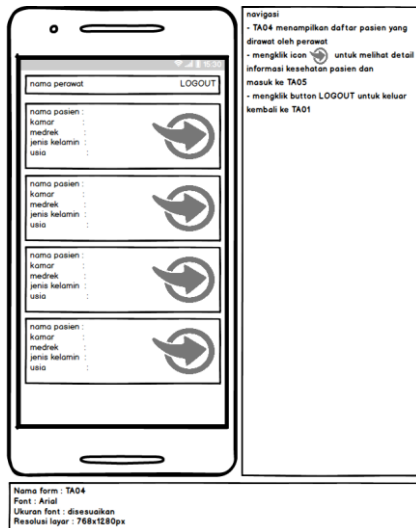 15:30
nama perawat LOGOUT
nama pasien :
kamar :
medrek :
jenis kelamin :
usia :
nama pasien :
kamar :
medrek :
jenis kelamin :
usia :
nama pasien :
kamar :
medrek :
jenis kelamin :
usia :
nama pasien :
kamar :
medrek :
jenis kelamin :
usia :
navigasi
- TA04 menampilkan daftar pasien yang
dirawat oleh perawat
- mengklik icon untuk melihat detail
informasi kesehatan pasien dan
masuk ke TA05
- mengklik button LOGOUT untuk keluar
kembali ke TA01
Nama form : TA04
Font : Arial
Ukuran font : disesuaikan
Resolusi layar : 768x1280px